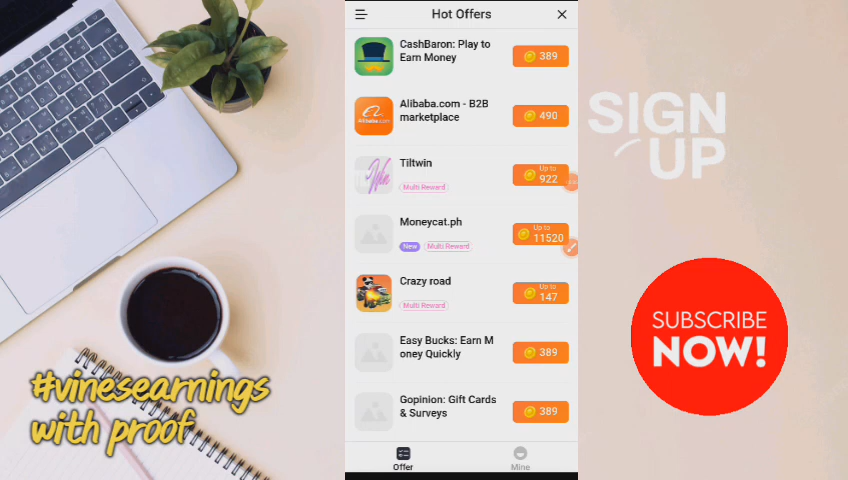 Hot Offers
CashBaron: Play to
Earn Money
389
Alibaba.com
Alibaba.com - B2B
marketplace
490
Tiltwin
Multi Reward
Up to
922
Moneycat.ph
New
Multi Reward
Up to
11520
Crazy road
Multi Reward
Up to
147
Easy Bucks: Earn M
oney Quickly
389
Gopinion: Gift Cards
& Surveys
389
Offer
Mine
#vinesearnings
with proof
SIGN
UP
SUBSCRIBE
NOW!